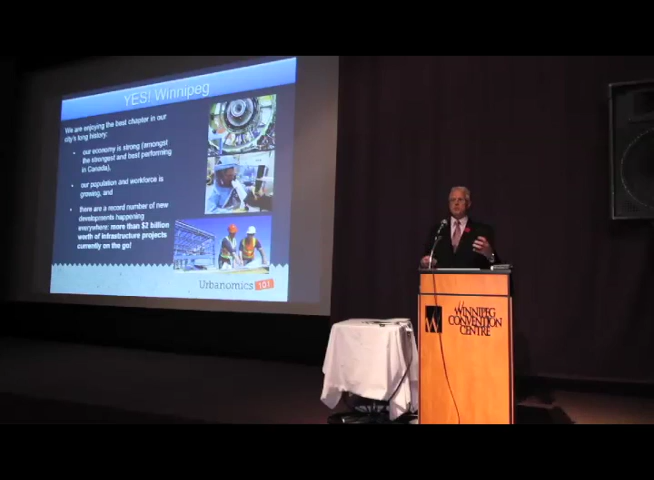 YES! Winnipeg
We are enjoying the best chapter in our
city's long history:
• our economy is strong (amongst
the strongest and best performing
in Canada),
• our population and workforce is
growing, and
• there are a record number of new
developments happening
everywhere: more than $2 billion
worth of infrastructure projects
currently on the go!
Urbanomics 101
W
WINNIPEG
CONVENTION
CENTRE